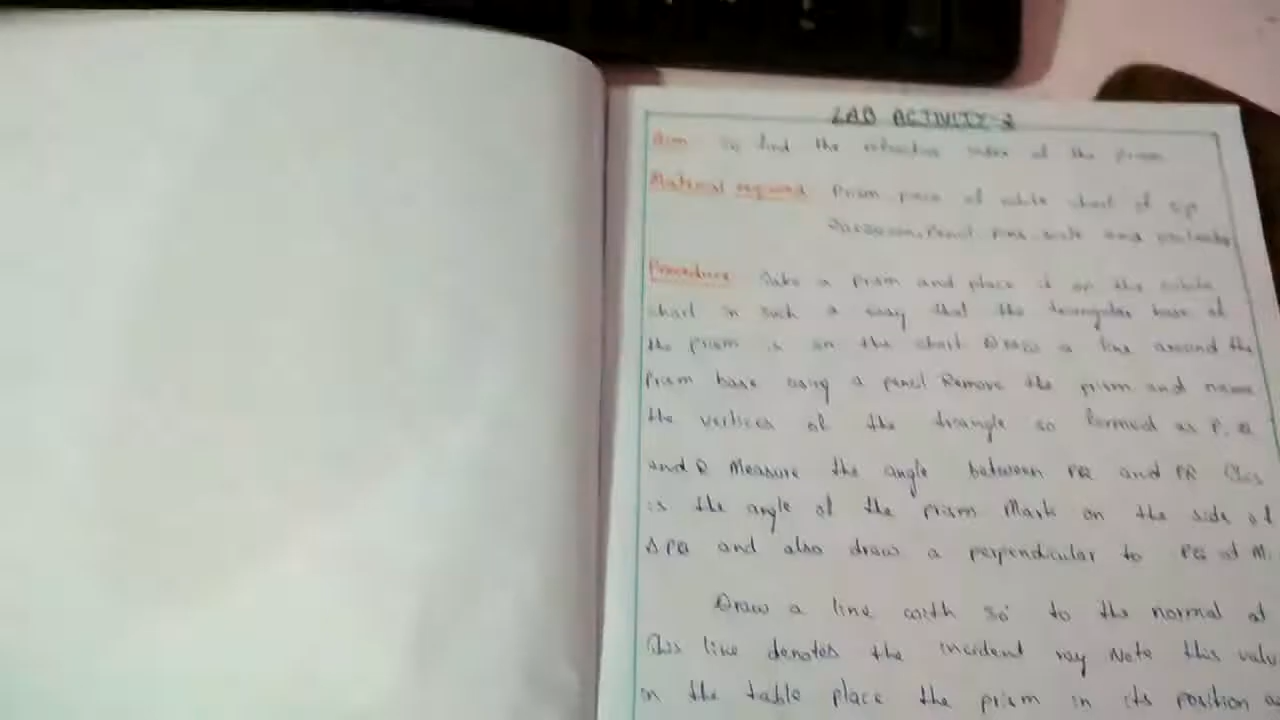 LAB ACTIVITY-2
Aim to find the refractive index of the prism
Material required Prism piece of white chart of size
pencil pins scale and
Procedure Take a prism and place it on the white
chart in such a way that the triangular base of
the prism is on the chart Draw a line around the
Prism base using a pencil Remove the prism and name
the vertices of the triangle so formed as P, Q
and R Measure the angle between PQ and PR This
is the angle of the prism Mark on the side of
Δ PQ and also draw a perpendicular to PQ at M.
Draw a line with 30° to the normal at
This line denotes the incident ray Note this valu
in the table place the prism in its position a